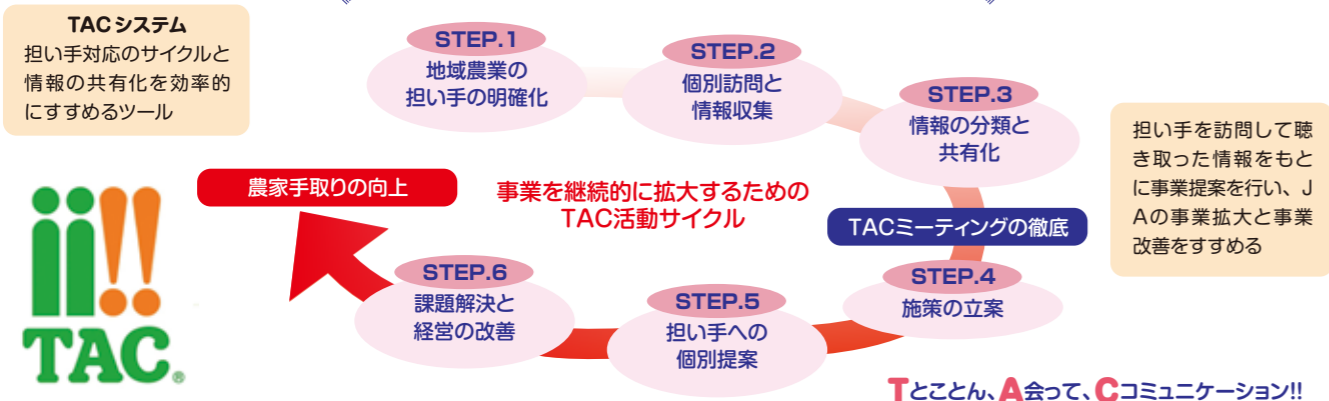 TACシステム
担い手対応のサイクルと
情報の共有化を効率的
にすすめるツール
STEP.1
地域農業の
担い手の明確化
STEP.2
個別訪問と
情報収集
STEP.3
情報の分類と
共有化
担い手を訪問して聴
き取った情報をもと
に事業提案を行い、J
Aの事業拡大と事業
改善をすすめる
農家手取りの向上
事業を継続的に拡大するための
TAC活動サイクル
TACミーティングの徹底
STEP.4
施策の立案
STEP.5
担い手への
個別提案
STEP.6
課題解決と
経営の改善
ii!!
TAC®
Tとことん、A会って、Cコミュニケーション!!